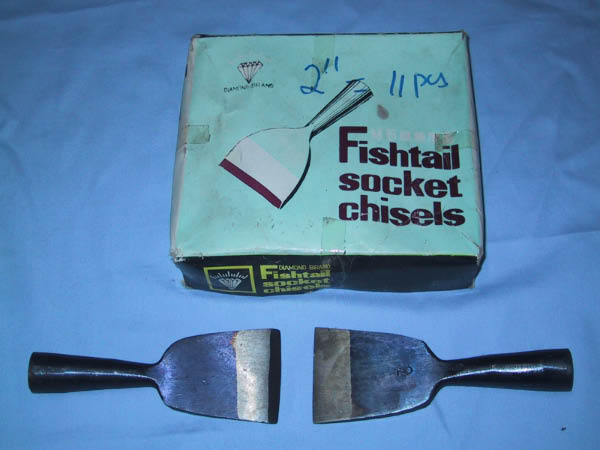 DIAMOND BRAND
2" = 11 pcs
Fishtail
socket
chisels
DIAMOND BRAND
Fishtail
socket
chisels